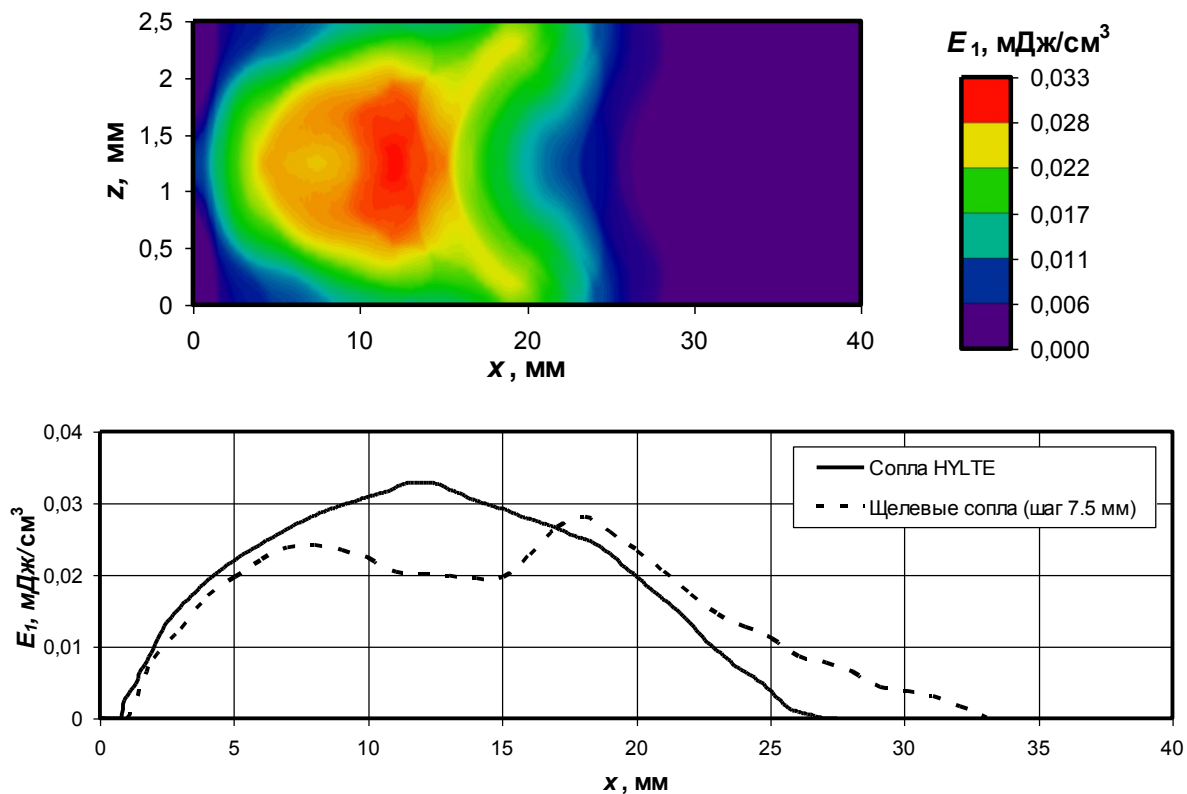 2,5
2
1,5
1
0,5
0
z, мм
0 10 20 30 40
x, мм
E1, мДж/см³
0,033
0,028
0,022
0,017
0,011
0,006
0,000
0,04
0,03
0,02
0,01
0
E1, мДж/см³
Сопла HYLTE
Щелевые сопла (шаг 7.5 мм)
0 5 10 15 20 25 30 35 40
x, мм